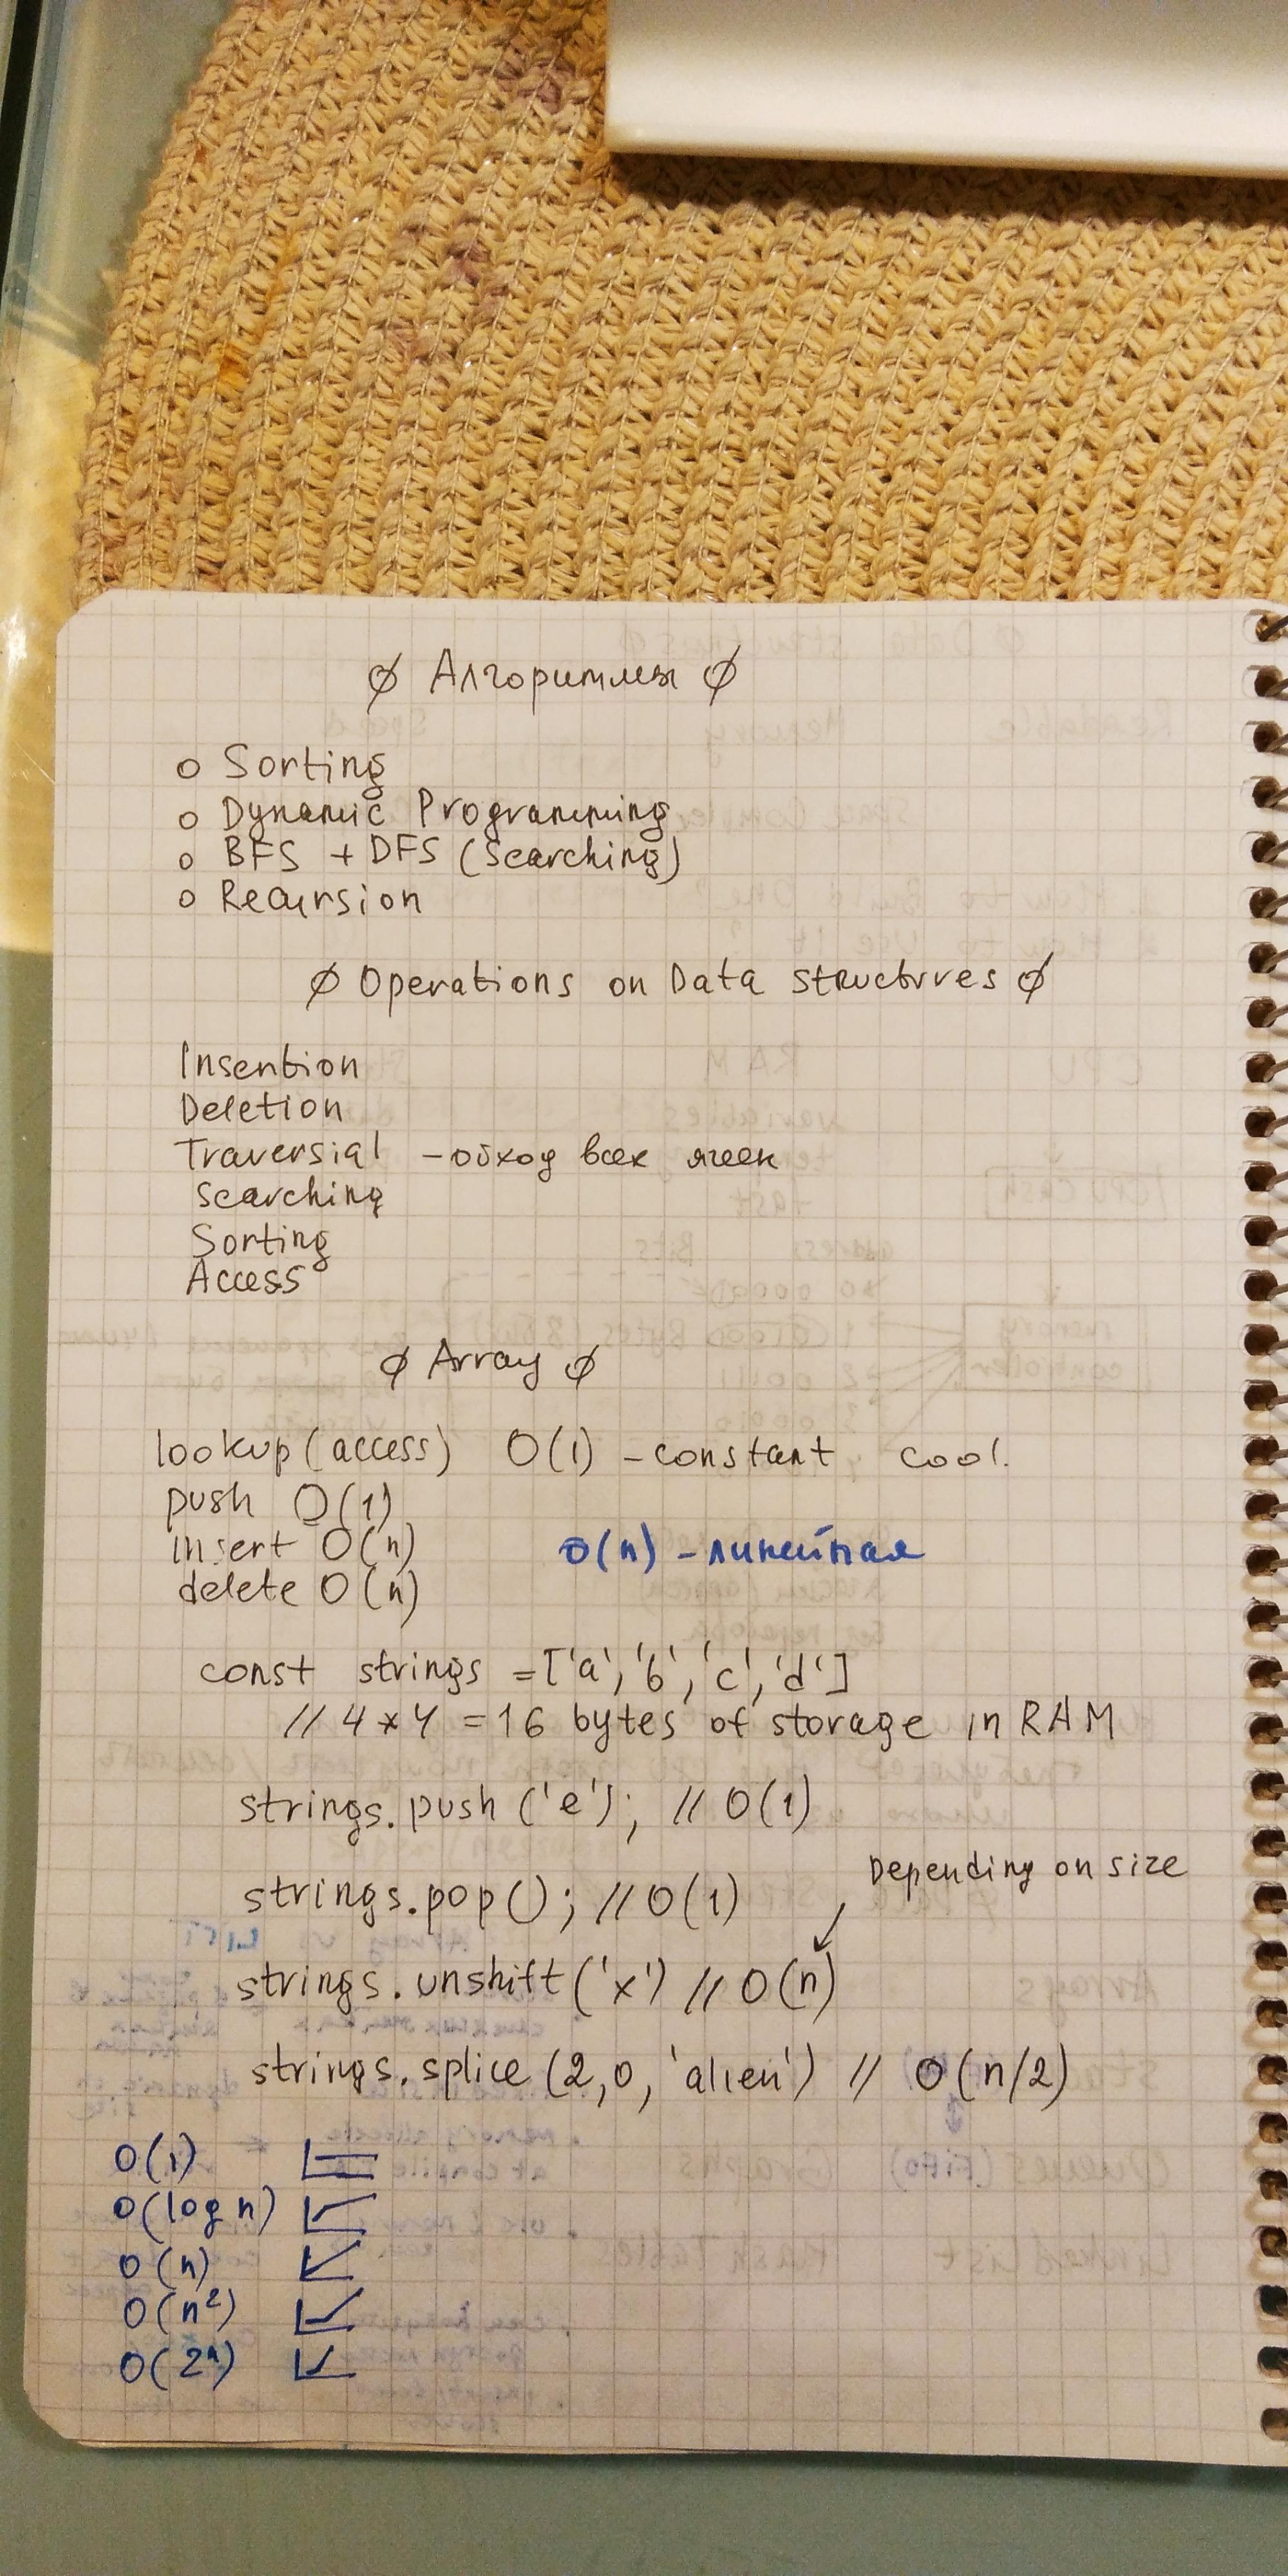 ∅ Алгоритмы ∅
o Sorting
o Dynamic Programming
o BFS + DFS (searching)
o Recursion
∅ Operations on Data structures ∅
Insertion
Deletion
Traversial - обход всех ячеек
Searching
Sorting
Access
∅ Array ∅
lookup (access) O(1) - constant, cool.
push O(1)
insert O(n) O(n) - линейная
delete O(n)
const strings = ['a', 'b', 'c', 'd']
// 4 * 4 = 16 bytes of storage in RAM
strings.push ('e'); // O(1)
Depending on size
strings.pop(); // O(1)
strings.unshift('x') // O(n)
strings.splice (2,0, 'alien') // O(n/2)
O(1)
O(log n)
O(n)
O(n²)
O(2ⁿ)